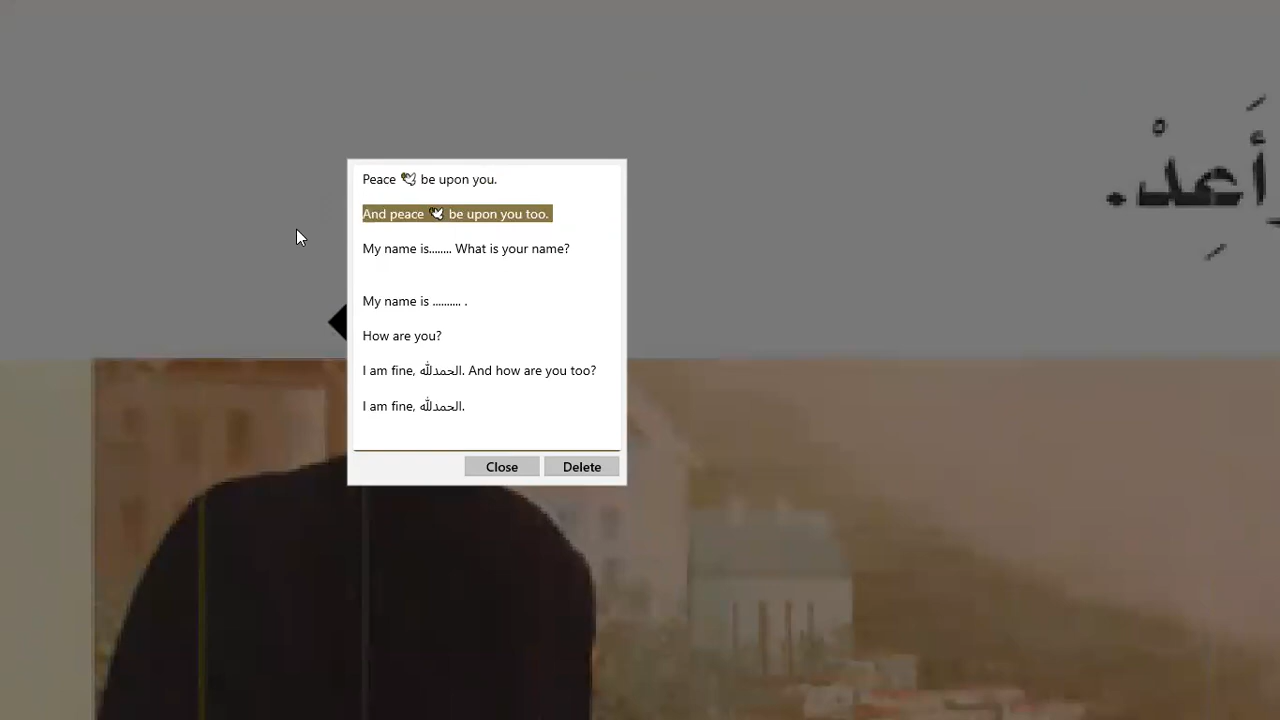 أَعِدْ.
Peace 🕊 be upon you.
And peace 🕊 be upon you too.
My name is........ What is your name?
My name is .......... .
How are you?
I am fine, الحمدلله. And how are you too?
I am fine, الحمدلله.
Close Delete